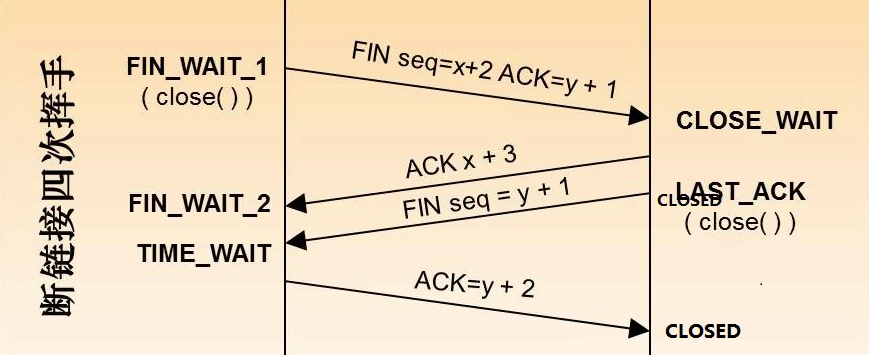 断链接四次挥手
FIN_WAIT_1
( close( ) )
FIN seq=x+2 ACK=y + 1
CLOSE_WAIT
ACK x + 3
FIN_WAIT_2
FIN seq = y + 1
LAST_ACK
CLOSED
( close( ) )
TIME_WAIT
ACK=y + 2
CLOSED